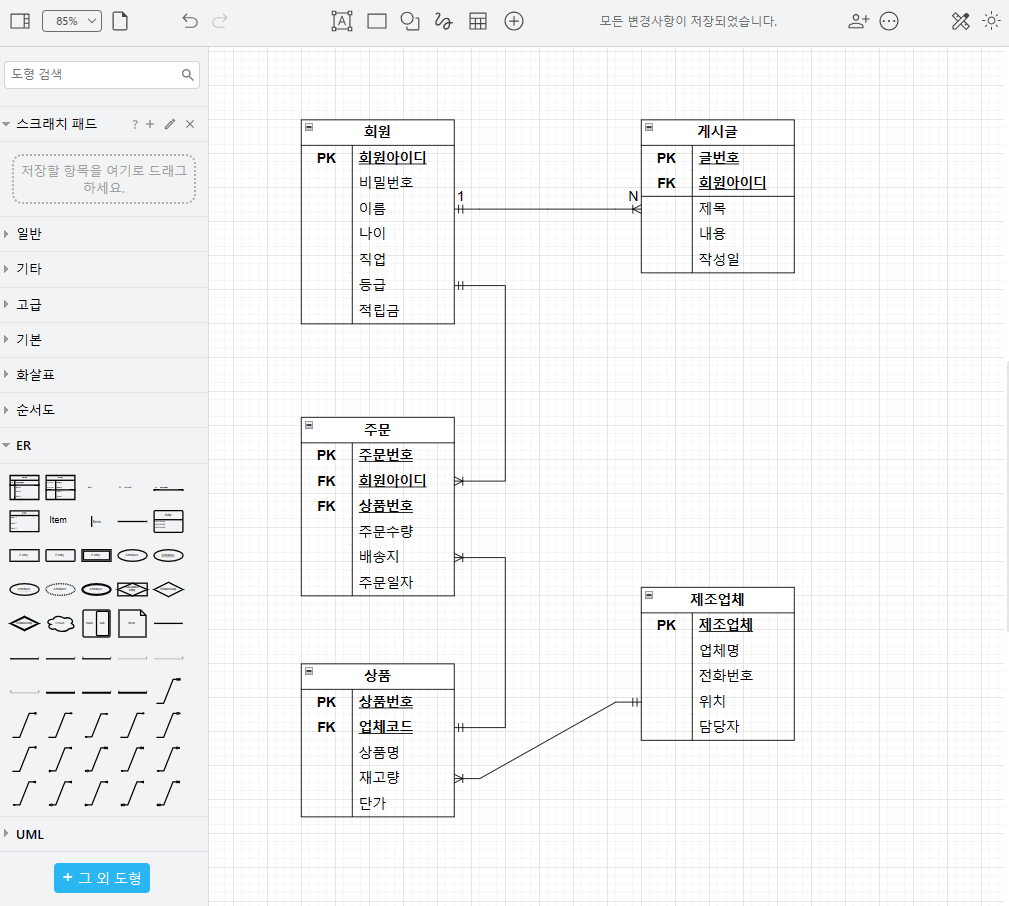 85%
모든 변경사항이 저장되었습니다.
도형 검색
스크래치 패드
?
저장할 항목을 여기로 드래그
하세요.
일반
기타
고급
기본
화살표
순서도
ER
Item
UML
+ 그 외 도형
회원
PK 회원아이디
비밀번호
이름
나이
직업
등급
적립금
1
N
게시글
PK 글번호
FK 회원아이디
제목
내용
작성일
주문
PK 주문번호
FK 회원아이디
FK 상품번호
주문수량
배송지
주문일자
상품
PK 상품번호
FK 업체코드
상품명
재고량
단가
제조업체
PK 제조업체
업체명
전화번호
위치
담당자